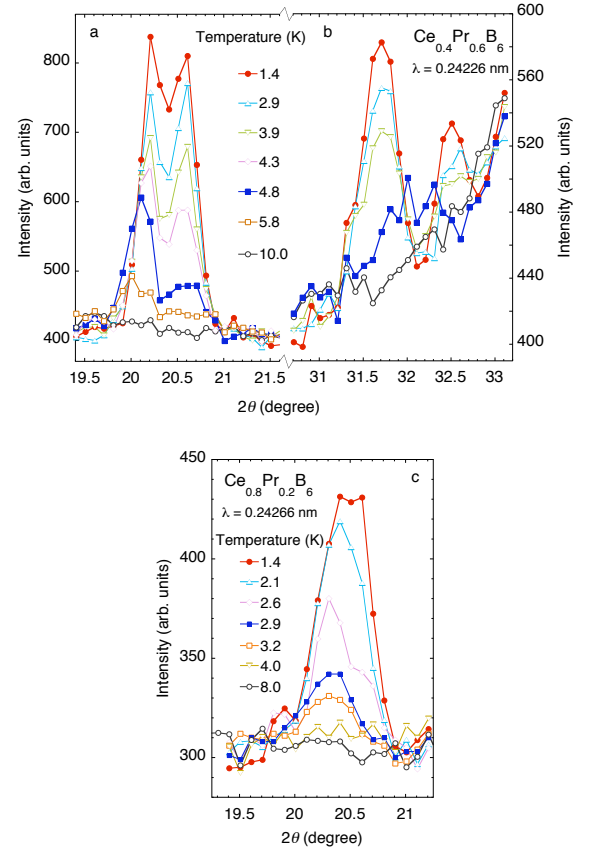 a
Temperature (K)
1.4
2.9
3.9
4.3
4.8
5.8
10.0
b
Ce0.4Pr0.6B6
λ = 0.24226 nm
Intensity (arb. units)
800
700
600
500
400
19.5 20 20.5 21 21.5
31 31.5 32 32.5 33
2θ (degree)
2θ (degree)
600
560
520
480
440
400
Intensity (arb. units)
c
Ce0.8Pr0.2B6
λ = 0.24266 nm
Temperature (K)
1.4
2.1
2.6
2.9
3.2
4.0
8.0
Intensity (arb. units)
450
400
350
300
19.5 20 20.5 21
2θ (degree)